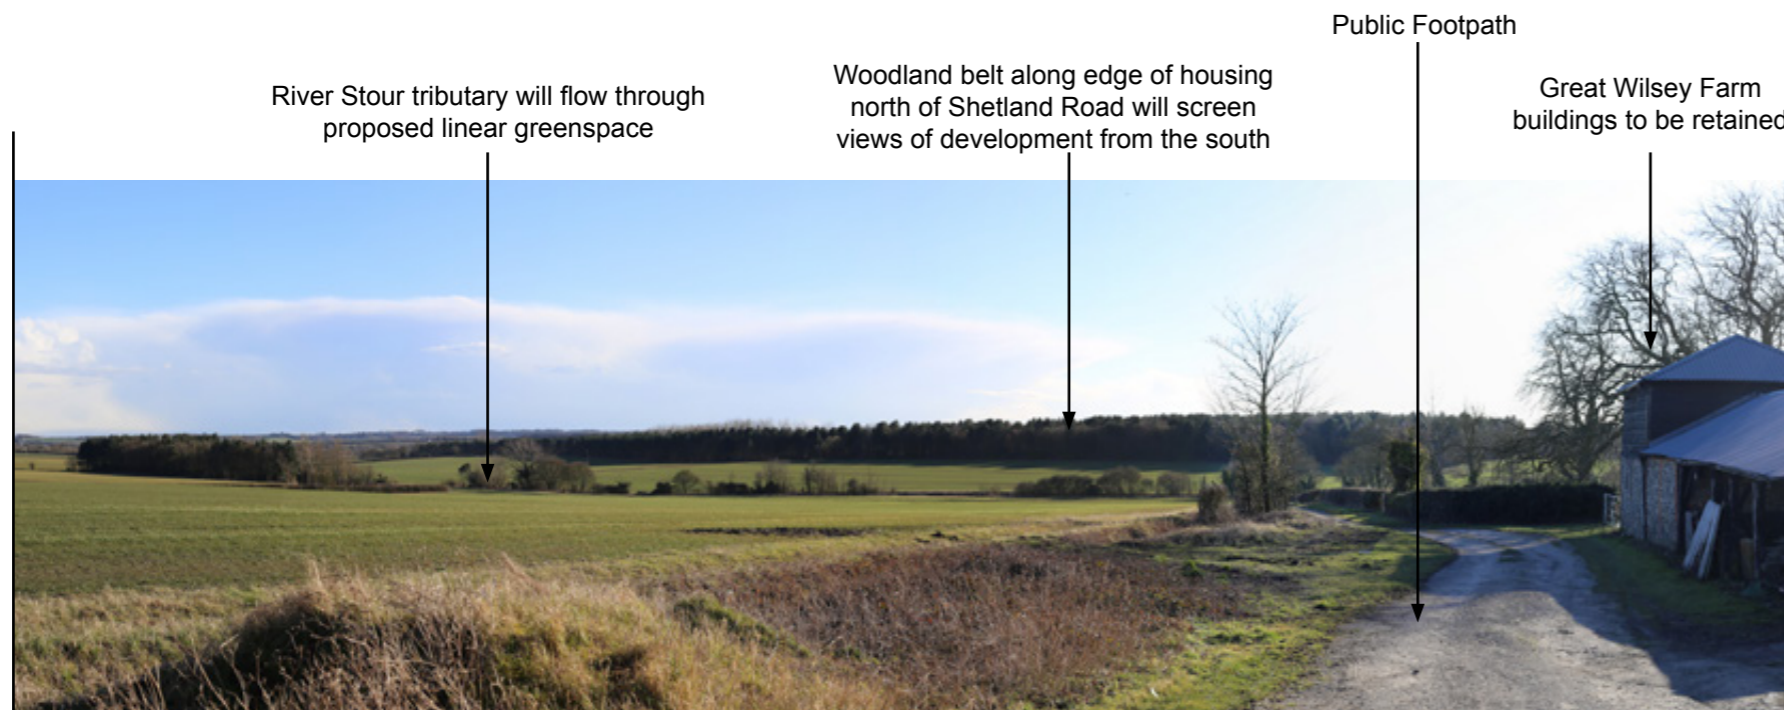 Public Footpath
River Stour tributary will flow through
proposed linear greenspace
Woodland belt along edge of housing
north of Shetland Road will screen
views of development from the south
Great Wilsey Farm
buildings to be retained